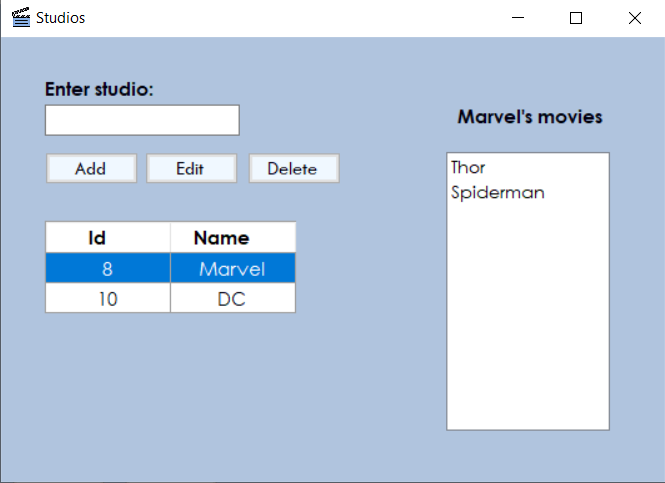 Studios
Enter studio:
Add Edit Delete
Id Name
8 Marvel
10 DC
Marvel's movies
Thor
Spiderman